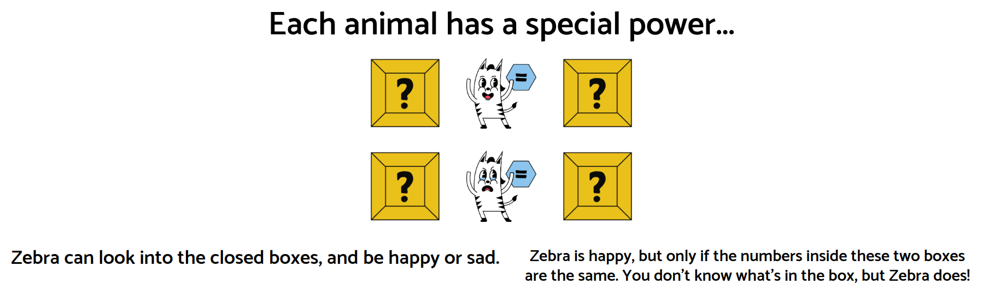 Each animal has a special power...
? = ?
? = ?
Zebra can look into the closed boxes, and be happy or sad.
Zebra is happy, but only if the numbers inside these two boxes
are the same. You don't know what's in the box, but Zebra does!